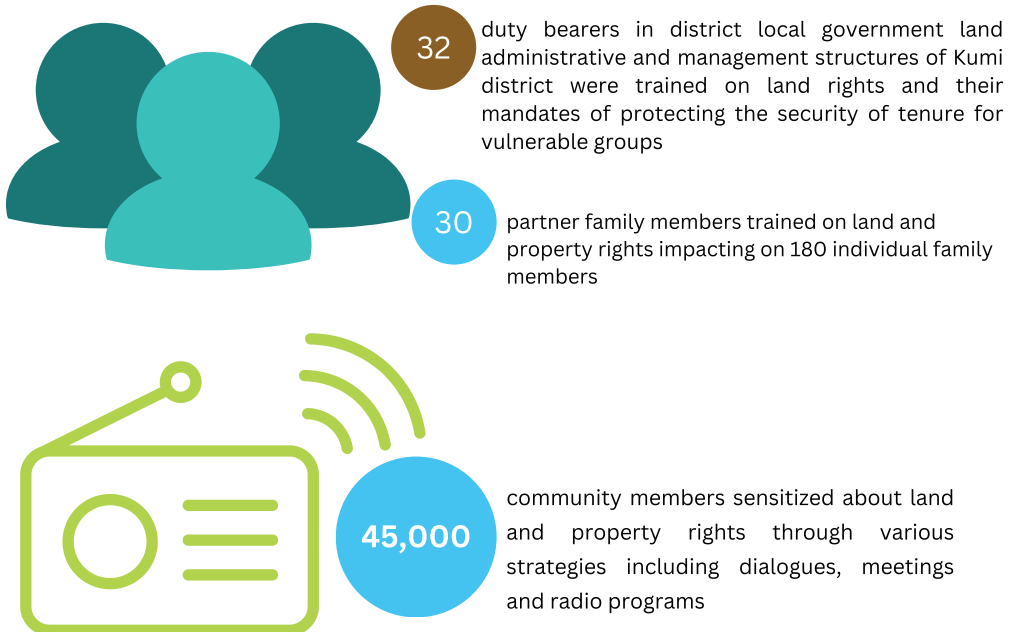 32
duty bearers in district local government land
administrative and management structures of Kumi
district were trained on land rights and their
mandates of protecting the security of tenure for
vulnerable groups
30
partner family members trained on land and
property rights impacting on 180 individual family
members
45,000
community members sensitized about land
and property rights through various
strategies including dialogues, meetings
and radio programs